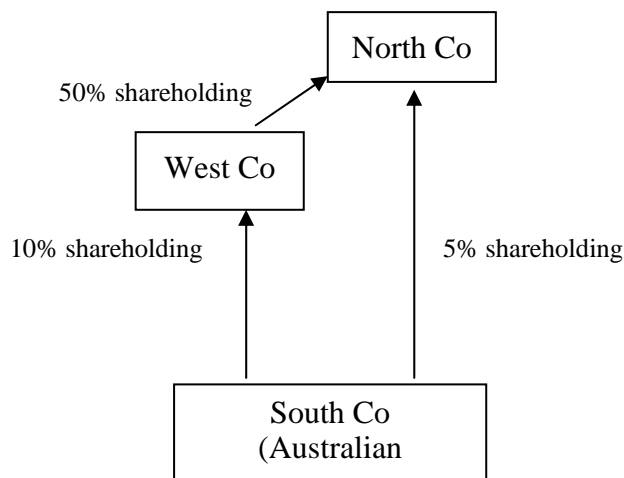 North Co
50% shareholding
West Co
10% shareholding
5% shareholding
South Co
(Australian